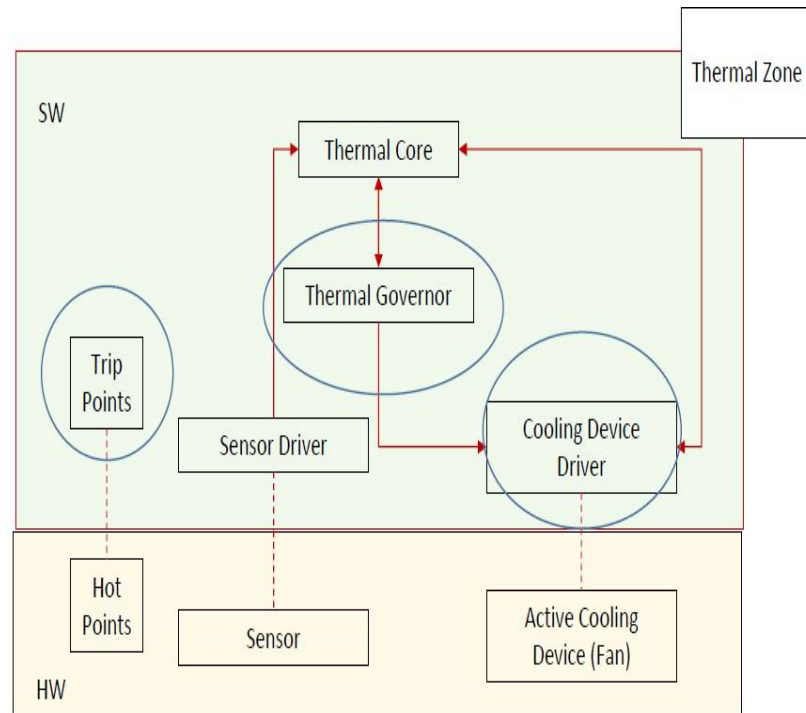 Thermal Zone
SW
Thermal Core
Thermal Governor
Trip
Points
Cooling Device
Driver
Sensor Driver
Hot
Points
Sensor
Active Cooling
Device (Fan)
HW